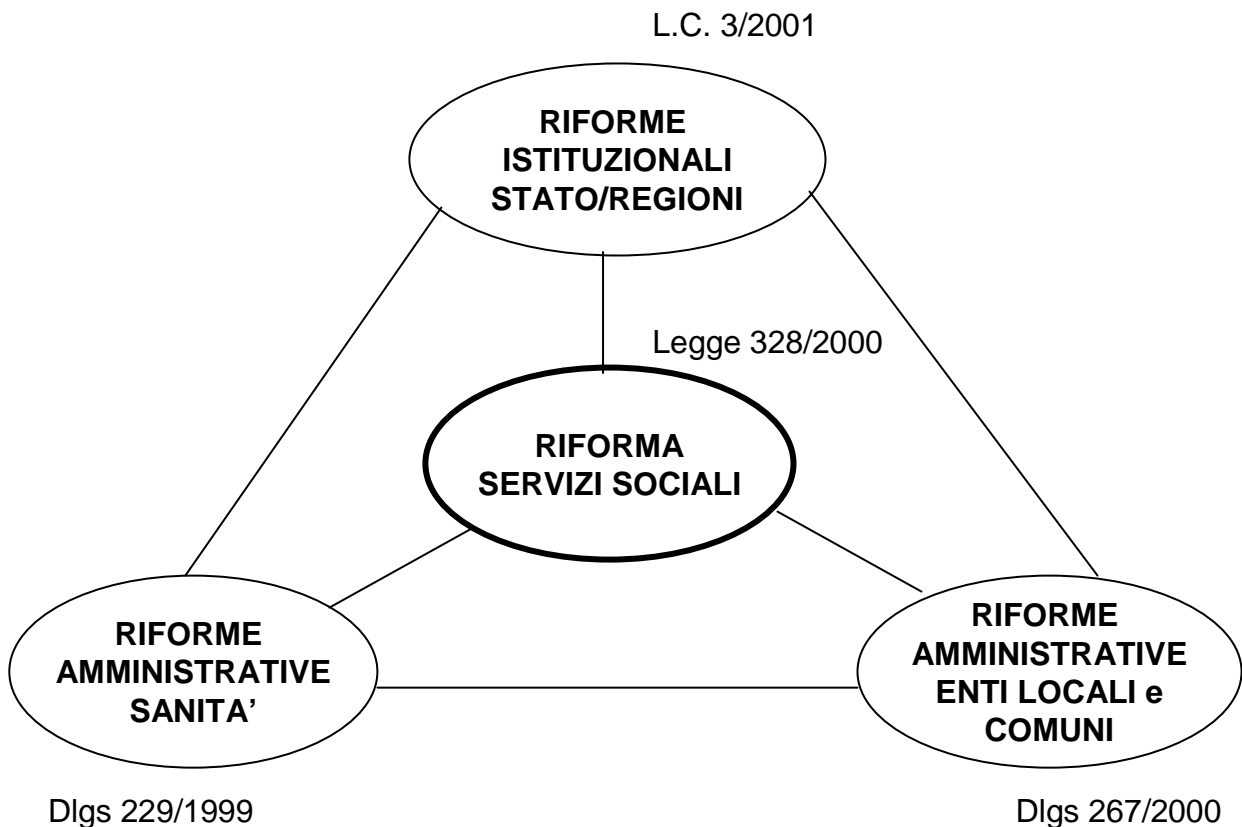 L.C. 3/2001
RIFORME
ISTITUZIONALI
STATO/REGIONI
Legge 328/2000
RIFORMA
SERVIZI SOCIALI
RIFORME
AMMINISTRATIVE
SANITA’
RIFORME
AMMINISTRATIVE
ENTI LOCALI e
COMUNI
Dlgs 229/1999
Dlgs 267/2000